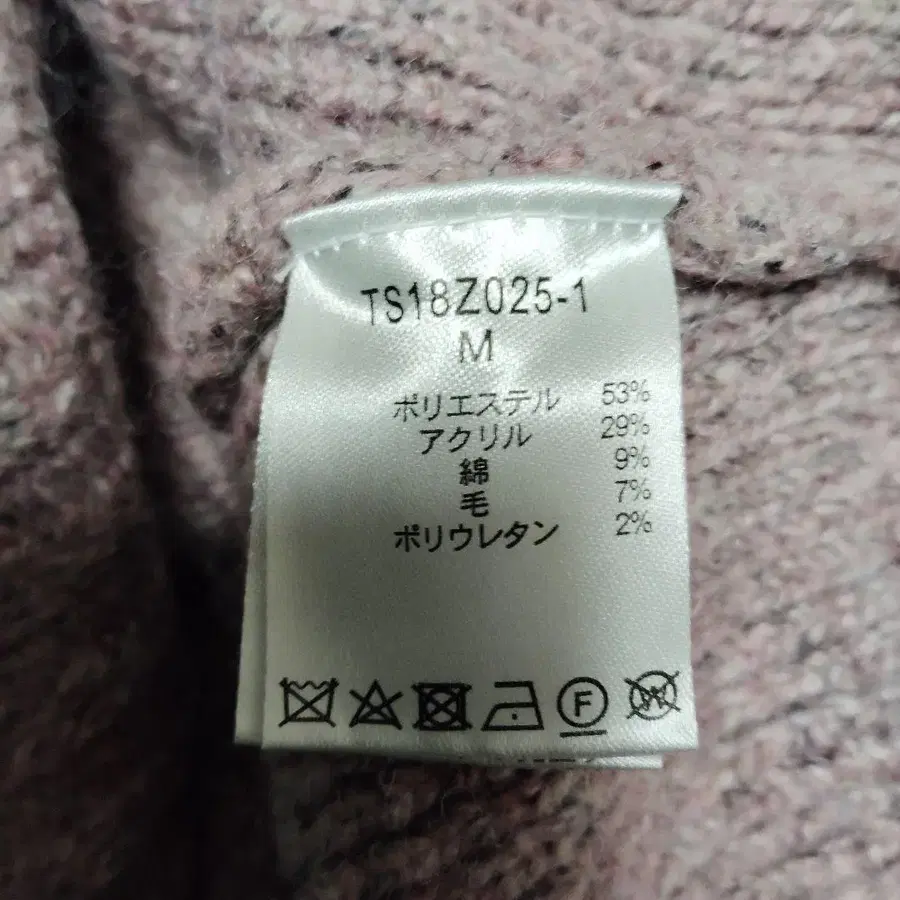 TS18Z025-1
M
ポリエステル 53%
アクリル 29%
綿 9%
毛 7%
ポリウレタン 2%
F
W